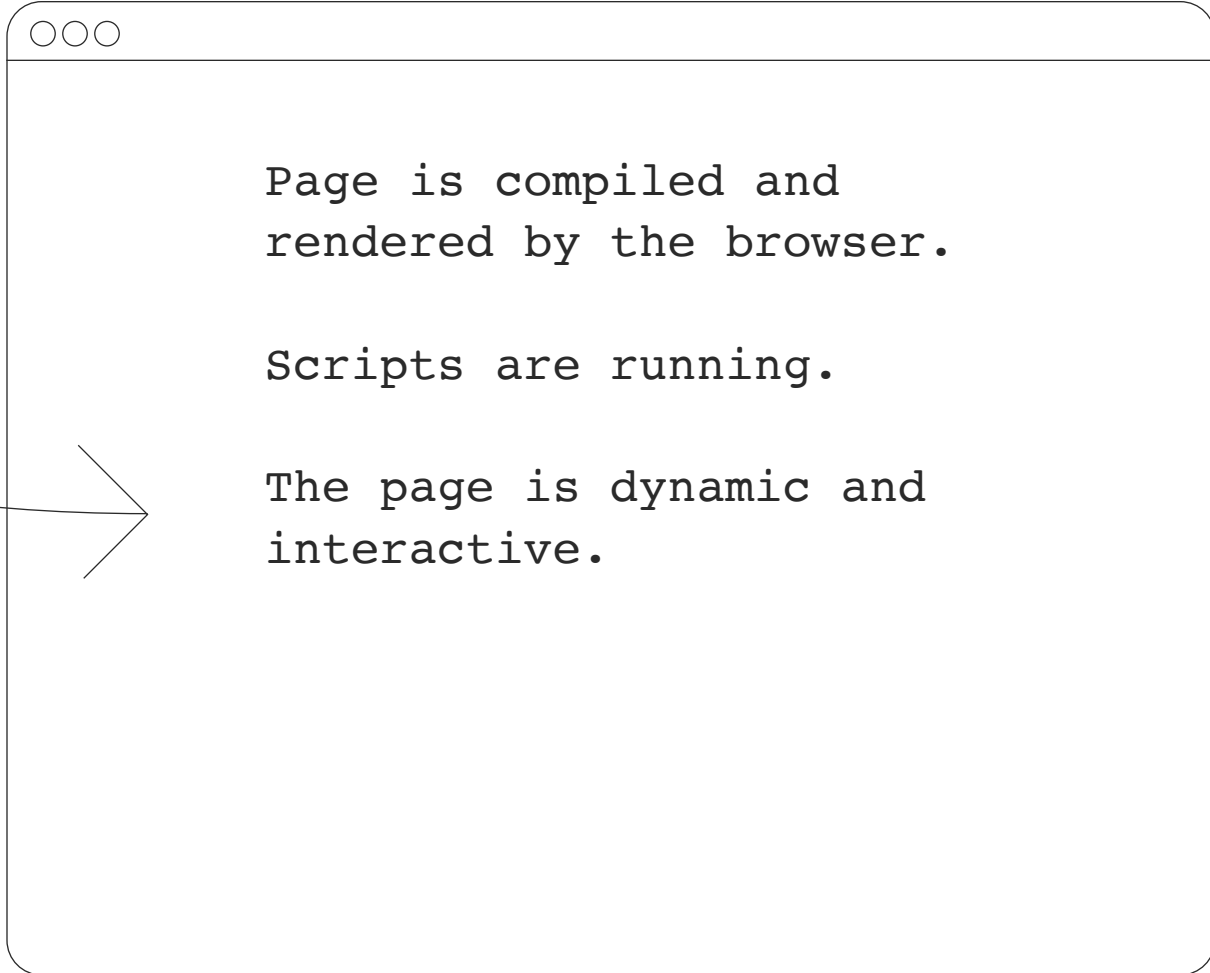 Page is compiled and
rendered by the browser.
Scripts are running.
The page is dynamic and
interactive.